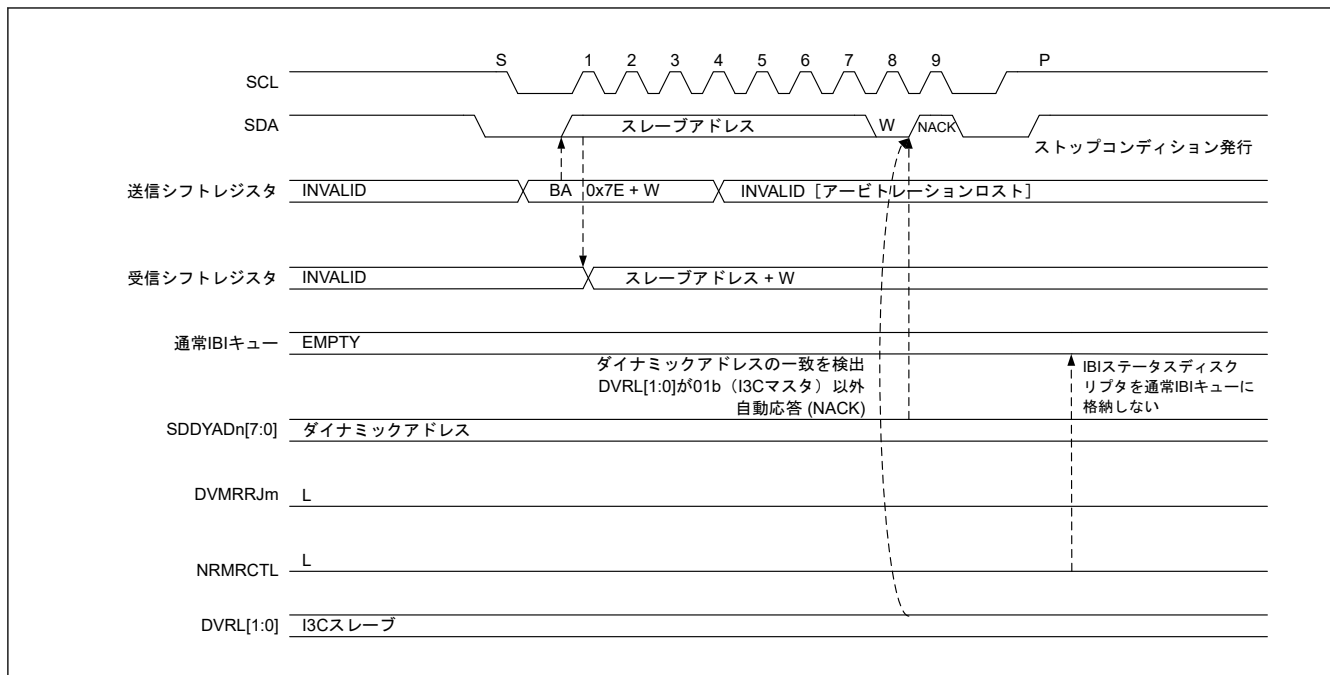 S 1 2 3 4 5 6 7 8 9 P
SCL
SDA スレーブアドレス W NACK
ストップコンディション発行
送信シフトレジスタ INVALID BA 0x7E + W INVALID［アービトレーションロスト］
受信シフトレジスタ INVALID スレーブアドレス + W
通常IBIキュー EMPTY
ダイナミックアドレスの一致を検出
DVRL[1:0]が01b（I3Cマスタ）以外
自動応答 (NACK)
IBIステータスディスク
リプタを通常IBIキューに
格納しない
SDDYADn[7:0] ダイナミックアドレス
DVMRRJm L
NRMRCTL L
DVRL[1:0] I3Cスレーブ